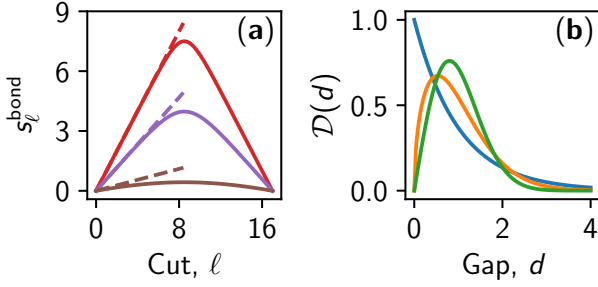 (a)
9
6
3
0
s_ℓ^bond
0 8 16
Cut, ℓ
(b)
1.0
0.5
0.0
𝒟(d)
0 2 4
Gap, d